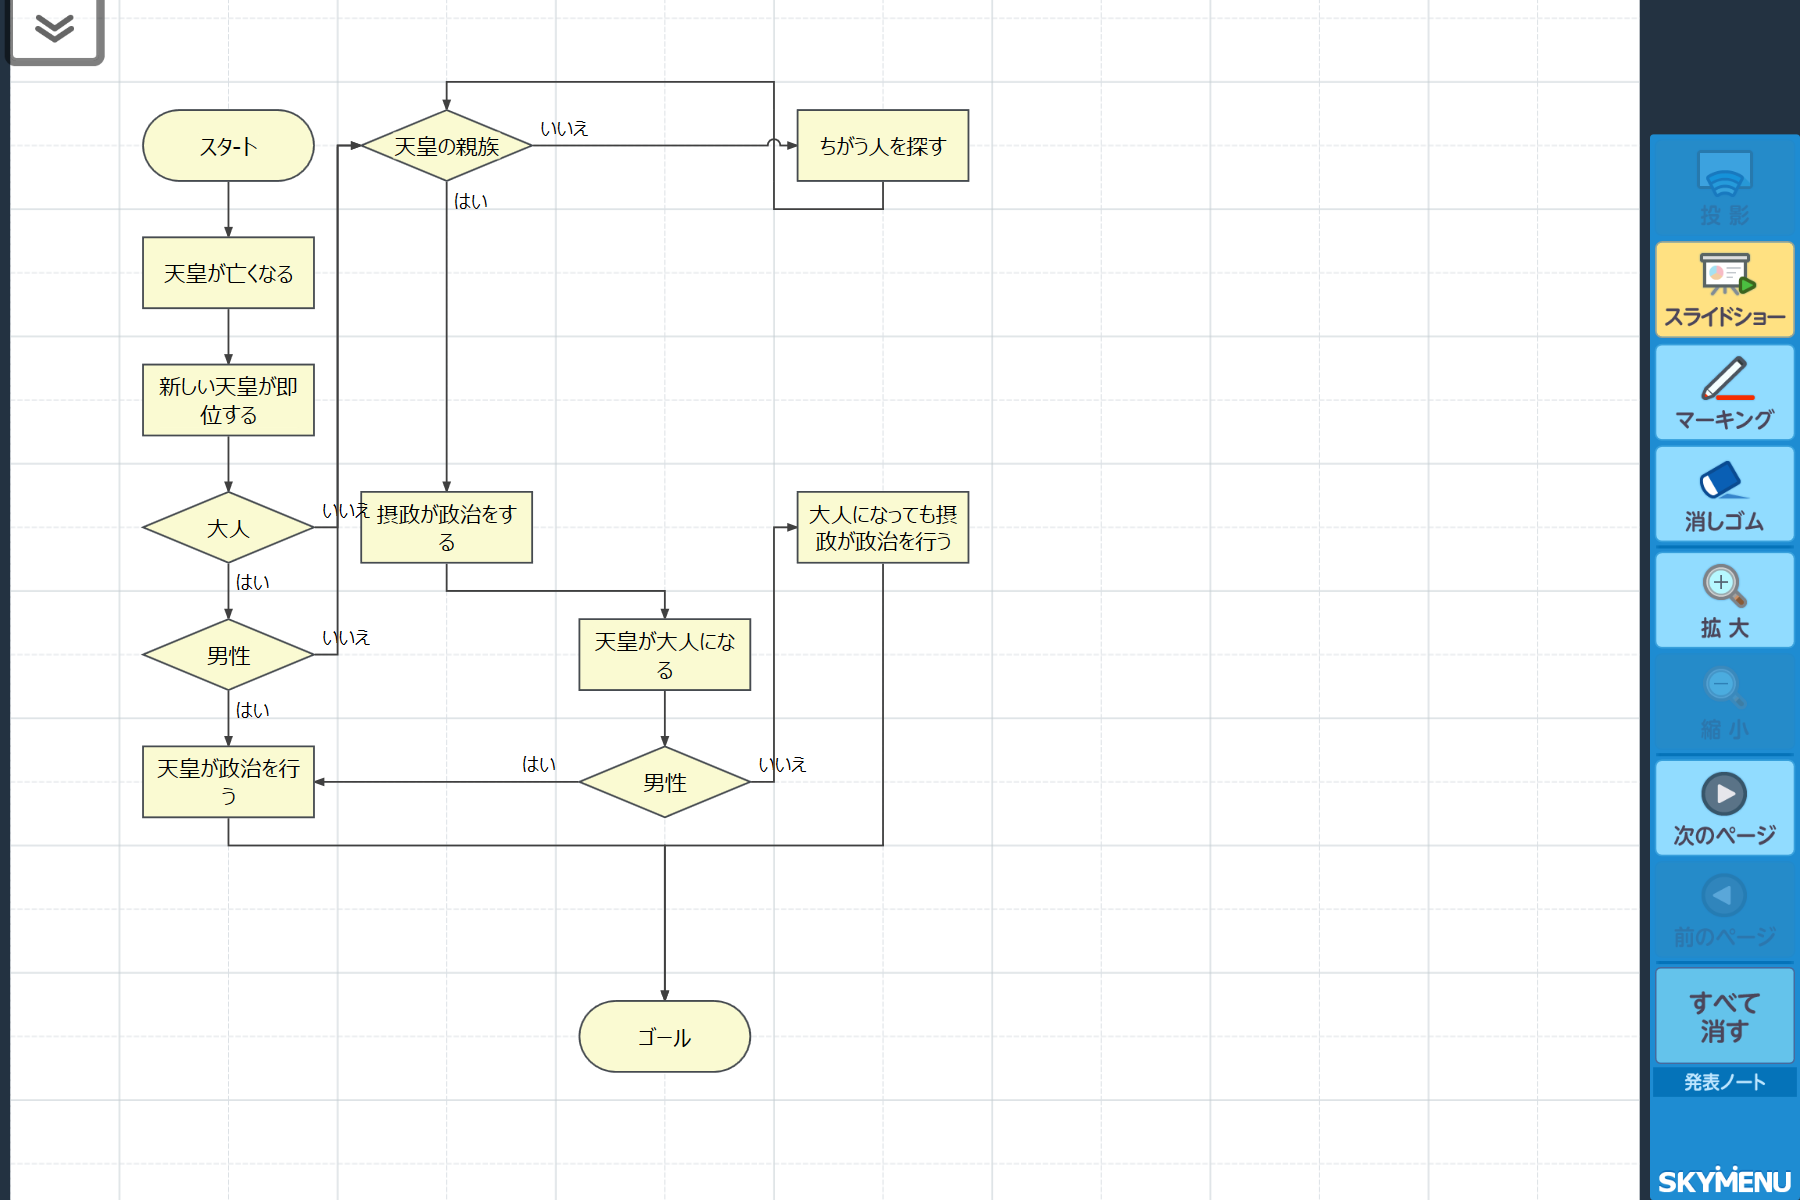 スタート
天皇の親族
いいえ
ちがう人を探す
はい
天皇が亡くなる
新しい天皇が即
位する
大人
いいえ
はい
摂政が政治をす
る
大人になっても摂
政が政治を行う
男性
いいえ
はい
天皇が大人にな
る
天皇が政治を行
う
はい
男性
いいえ
ゴール
投影
スライドショー
マーキング
消しゴム
拡大
縮小
次のページ
前のページ
すべて
消す
発表ノート
SKYMENU